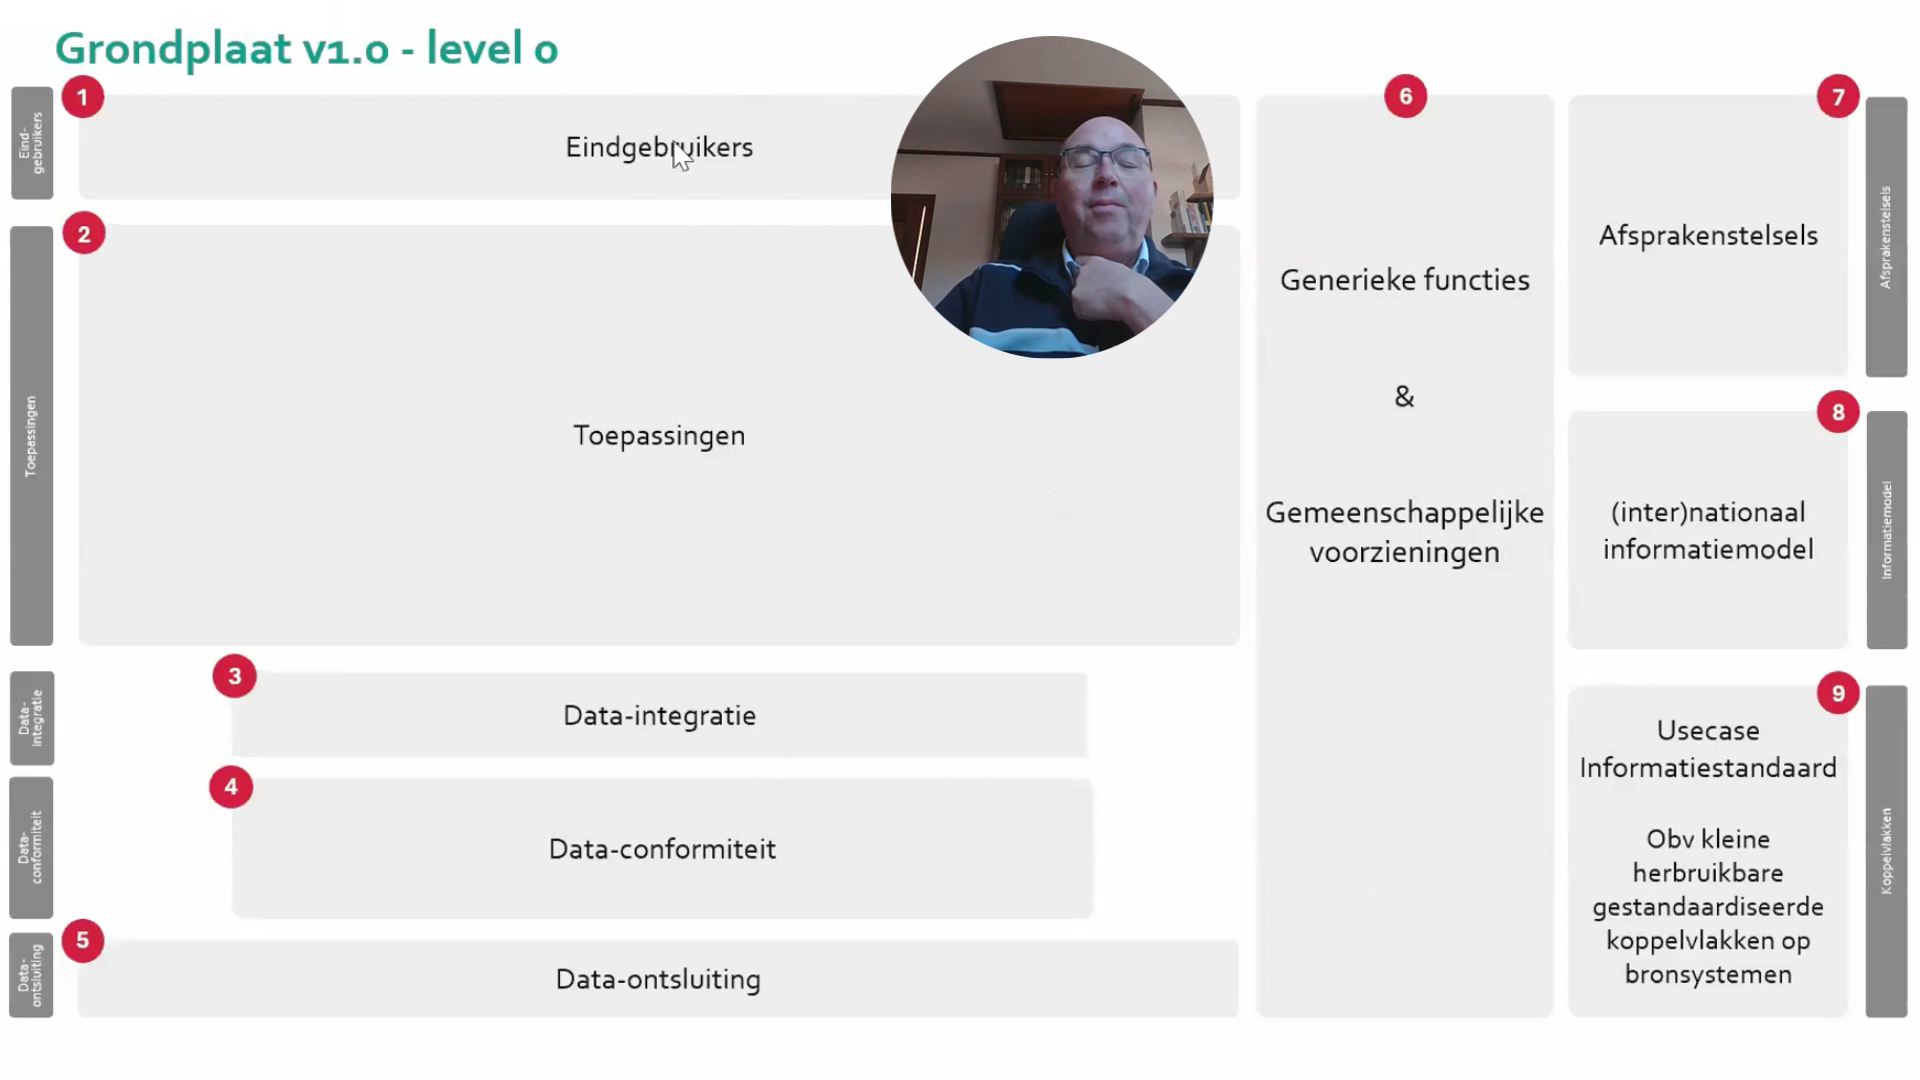 Grondplaat v1.0 - level 0
Eind-
gebruikers
1
Eindgebruikers
Toepassingen
2
Toepassingen
Data-
integratie
3
Data-integratie
Data-
conformiteit
4
Data-conformiteit
Data-
ontsluiting
5
Data-ontsluiting
6
Generieke functies
&
Gemeenschappelijke
voorzieningen
7
Afsprakenstelsels
Afsprakenstelsels
8
(inter)nationaal
informatiemodel
Informatiemodel
9
Usecase
Informatiestandaard
Obv kleine
herbruikbare
gestandaardiseerde
koppelvlakken op
bronsystemen
Koppelvlakken